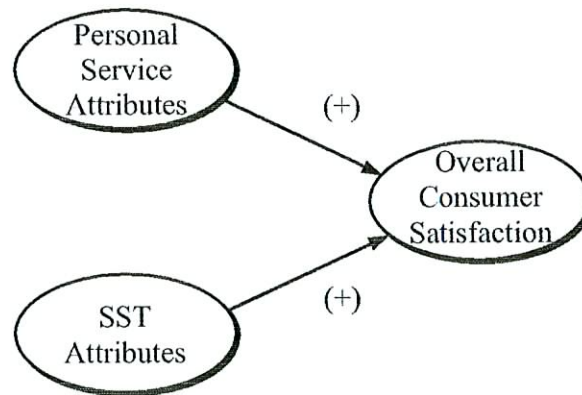 Personal
Service
Attributes
(+)
Overall
Consumer
Satisfaction
(+)
SST
Attributes